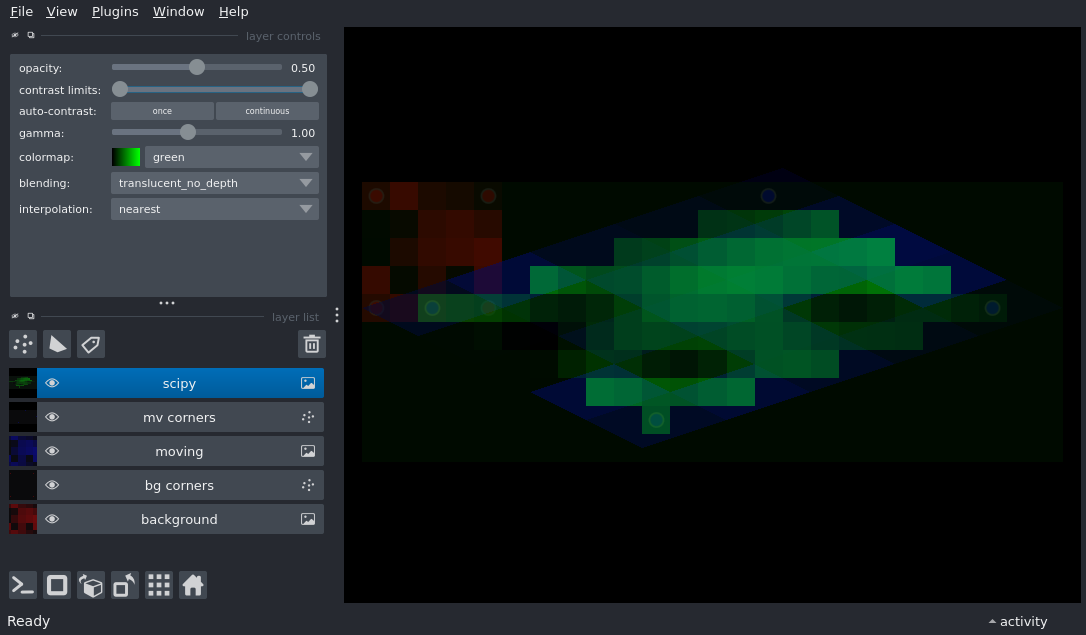 File View Plugins Window Help
layer controls
opacity: 0.50
contrast limits:
auto-contrast: once continuous
gamma: 1.00
colormap: green
blending: translucent_no_depth
interpolation: nearest
layer list
scipy
mv corners
moving
bg corners
background
Ready
activity